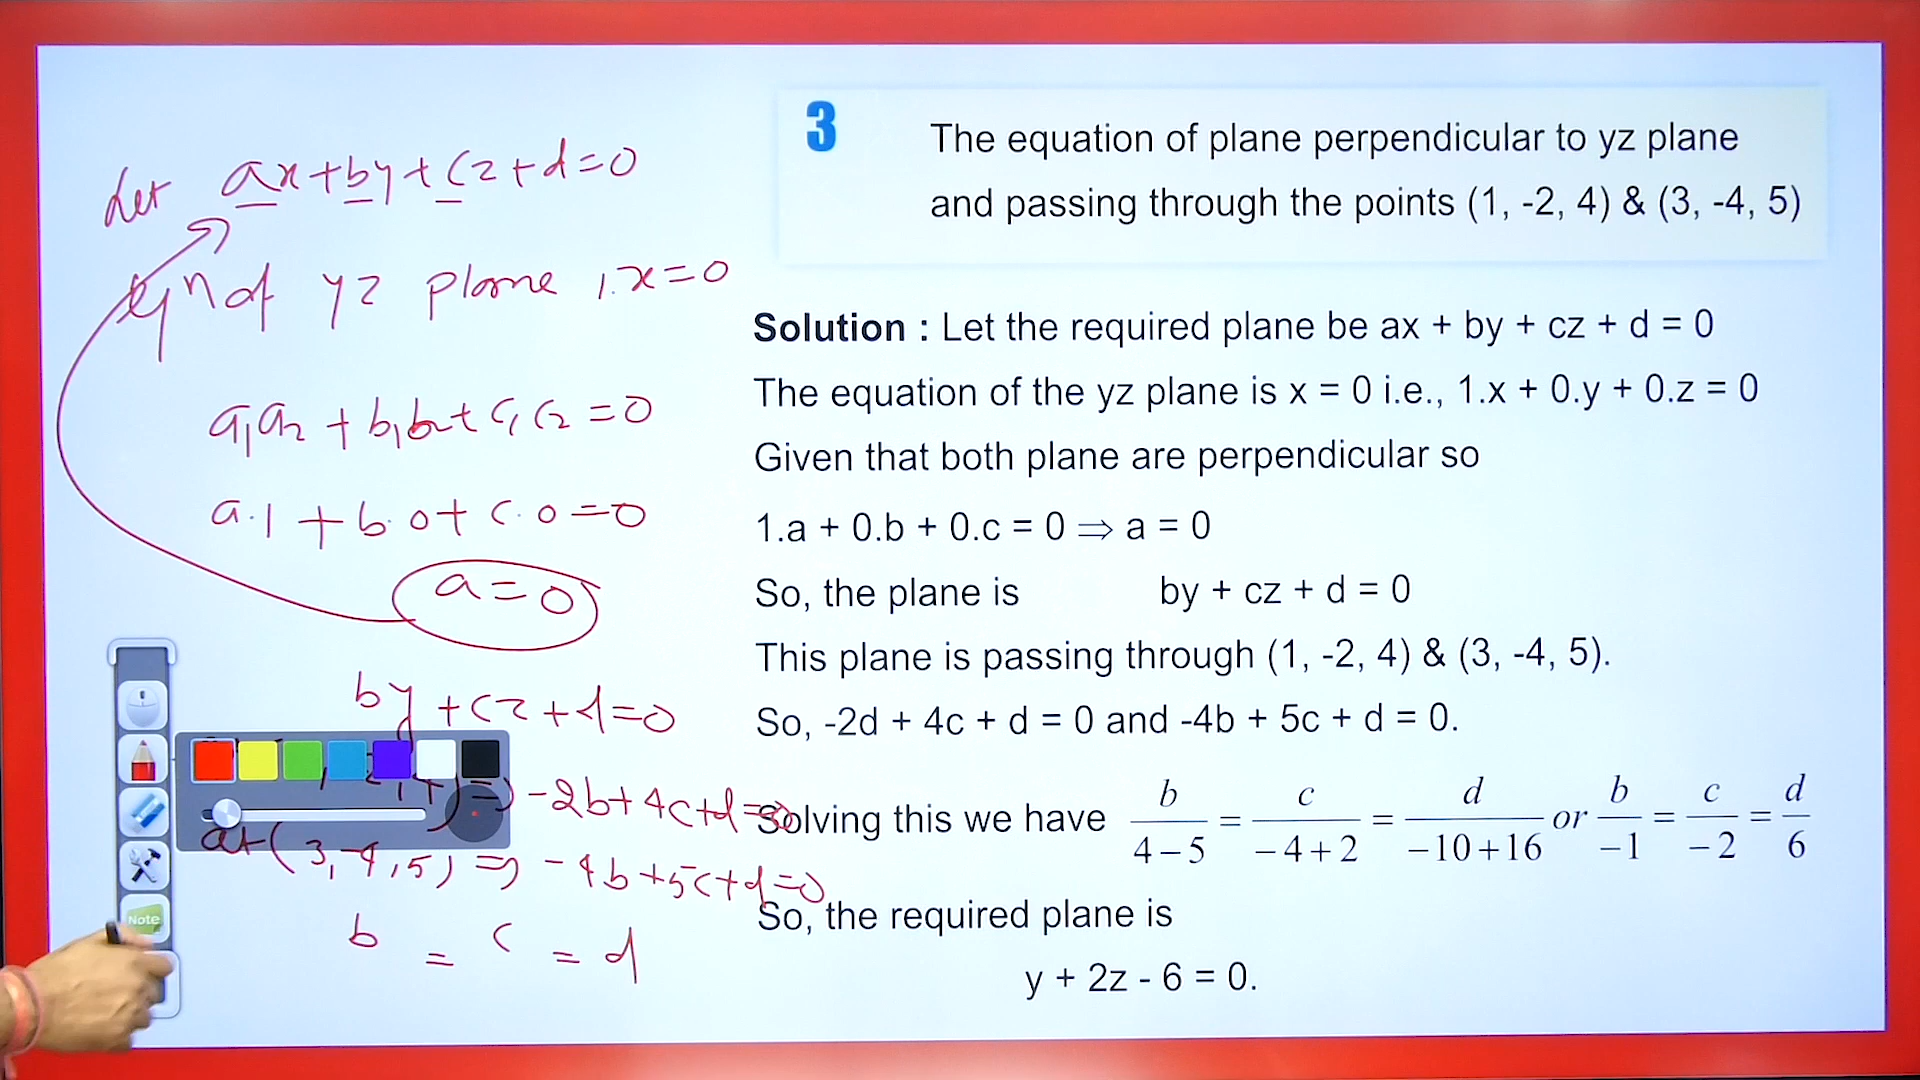 Let ax+by+cz+d=0
Eqn of yz plane 1.x=0
a1a2 + b1b2 + c1c2 = 0
a.1 + b.0 + c.0 = 0
a=0
by+cz+d=0
⇒ -2b+4c+d=0
at(3,-4,5) ⇒ -4b+5c+d=0
b = c = d
Note
3
The equation of plane perpendicular to yz plane
and passing through the points (1, -2, 4) & (3, -4, 5)
Solution : Let the required plane be ax + by + cz + d = 0
The equation of the yz plane is x = 0 i.e., 1.x + 0.y + 0.z = 0
Given that both plane are perpendicular so
1.a + 0.b + 0.c = 0 ⇒ a = 0
So, the plane is by + cz + d = 0
This plane is passing through (1, -2, 4) & (3, -4, 5).
So, -2d + 4c + d = 0 and -4b + 5c + d = 0.
Solving this we have b/(4-5) = c/(-4+2) = d/(-10+16) or b/-1 = c/-2 = d/6
So, the required plane is
y + 2z - 6 = 0.